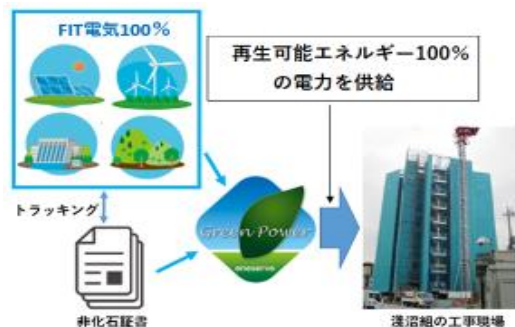 FIT電気100%
再生可能エネルギー100%
の電力を供給
トラッキング
Green Power
eneserve
非化石証書
淺沼組の工事現場